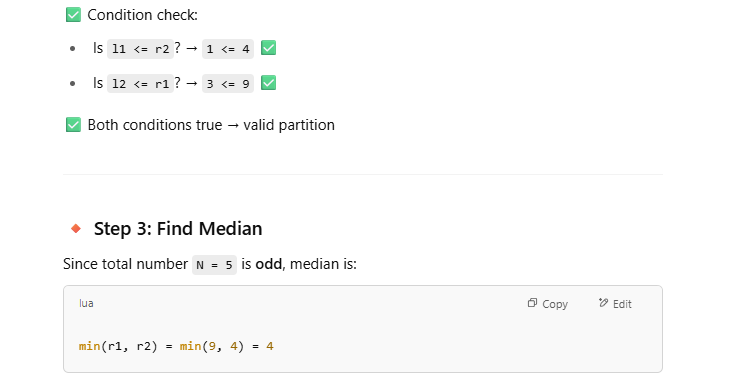 ✅ Condition check:
• Is l1 <= r2? → 1 <= 4 ✅
• Is l2 <= r1? → 3 <= 9 ✅
✅ Both conditions true → valid partition
🔸 Step 3: Find Median
Since total number N = 5 is odd, median is:
lua Copy Edit
min(r1, r2) = min(9, 4) = 4